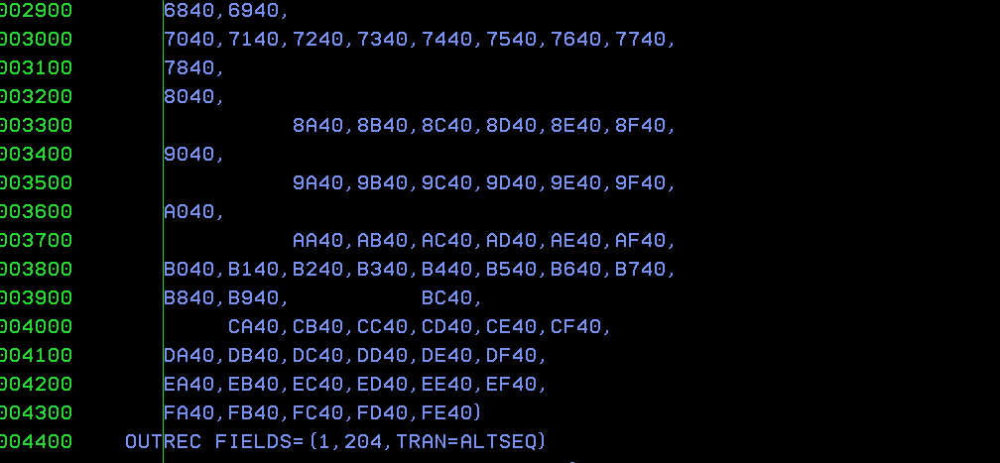 002900 6840,6940,
003000 7040,7140,7240,7340,7440,7540,7640,7740,
003100 7840,
003200 8040,
003300 8A40,8B40,8C40,8D40,8E40,8F40,
003400 9040,
003500 9A40,9B40,9C40,9D40,9E40,9F40,
003600 A040,
003700 AA40,AB40,AC40,AD40,AE40,AF40,
003800 B040,B140,B240,B340,B440,B540,B640,B740,
003900 B840,B940, BC40,
004000 CA40,CB40,CC40,CD40,CE40,CF40,
004100 DA40,DB40,DC40,DD40,DE40,DF40,
004200 EA40,EB40,EC40,ED40,EE40,EF40,
004300 FA40,FB40,FC40,FD40,FE40)
004400 OUTREC FIELDS=(1,204,TRAN=ALTSEQ)